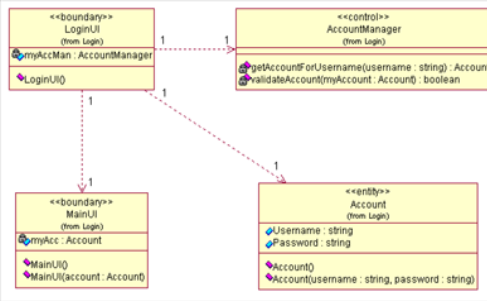 <<boundary>>
LoginUI
(from Login)
myAccMan : AccountManager
LoginUI()
1
1
<<control>>
AccountManager
(from Login)
getAccountForUsername(username : string) : Account
validateAccount(myAccount : Account) : boolean
1
1
1
1
<<boundary>>
MainUI
(from Login)
myAcc : Account
MainUI()
MainUI(account : Account)
<<entity>>
Account
(from Login)
Username : string
Password : string
Account()
Account(username : string, password : string)